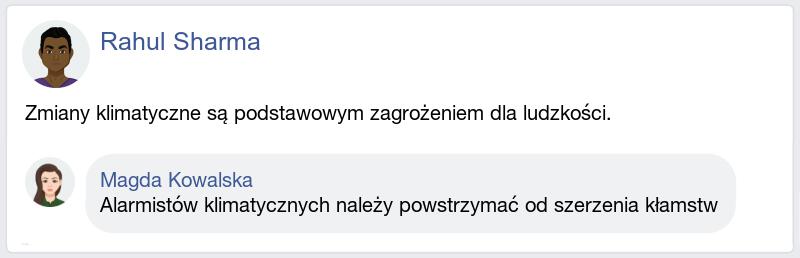 Rahul Sharma
Zmiany klimatyczne są podstawowym zagrożeniem dla ludzkości.
Magda Kowalska
Alarmistów klimatycznych należy powstrzymać od szerzenia kłamstw